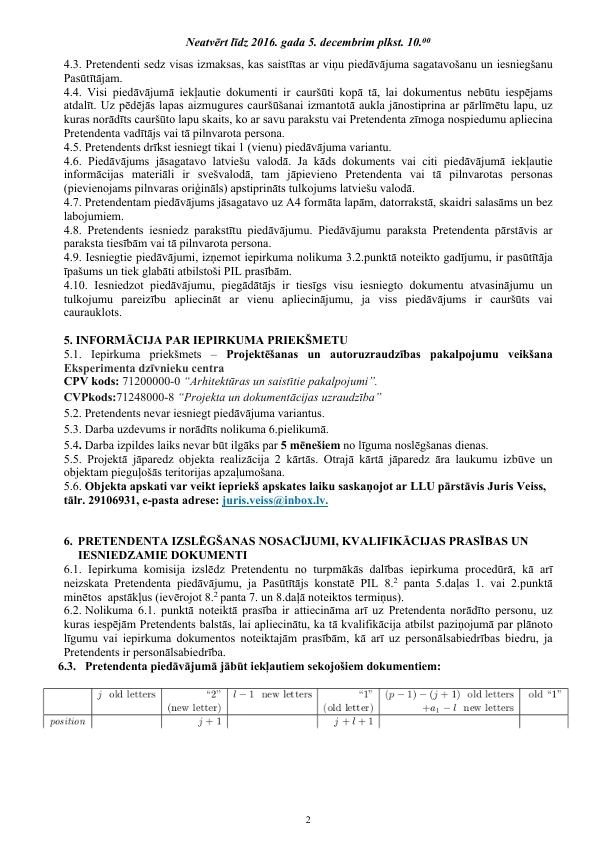 Neatvērt līdz 2016. gada 5. decembrim plkst. 10.⁰⁰
4.3. Pretendenti sedz visas izmaksas, kas saistītas ar viņu piedāvājuma sagatavošanu un iesniegšanu
Pasūtītājam.
4.4. Visi piedāvājumā iekļautie dokumenti ir cauršūti kopā tā, lai dokumentus nebūtu iespējams
atdalīt. Uz pēdējās lapas aizmugures cauršūšanai izmantotā aukla jānostiprina ar pārlīmētu lapu, uz
kuras norādīts cauršūto lapu skaits, ko ar savu parakstu vai Pretendenta zīmoga nospiedumu apliecina
Pretendenta vadītājs vai tā pilnvarota persona.
4.5. Pretendents drīkst iesniegt tikai 1 (vienu) piedāvājuma variantu.
4.6. Piedāvājums jāsagatavo latviešu valodā. Ja kāds dokuments vai citi piedāvājumā iekļautie
informācijas materiāli ir svešvalodā, tam jāpievieno Pretendenta vai tā pilnvarotas personas
(pievienojams pilnvaras oriģināls) apstiprināts tulkojums latviešu valodā.
4.7. Pretendentam piedāvājums jāsagatavo uz A4 formāta lapām, datorrakstā, skaidri salasāms un bez
labojumiem.
4.8. Pretendents iesniedz parakstītu piedāvājumu. Piedāvājumu paraksta Pretendenta pārstāvis ar
paraksta tiesībām vai tā pilnvarota persona.
4.9. Iesniegtie piedāvājumi, izņemot iepirkuma nolikuma 3.2.punktā noteikto gadījumu, ir pasūtītāja
īpašums un tiek glabāti atbilstoši PIL prasībām.
4.10. Iesniedzot piedāvājumu, piegādātājs ir tiesīgs visu iesniegto dokumentu atvasinājumu un
tulkojumu pareizību apliecināt ar vienu apliecinājumu, ja viss piedāvājums ir cauršūts vai
caurauklots.
5. INFORMĀCIJA PAR IEPIRKUMA PRIEKŠMETU
5.1. Iepirkuma priekšmets – Projektēšanas un autoruzraudzības pakalpojumu veikšana
Eksperimenta dzīvnieku centra
CPV kods: 71200000-0 “Arhitektūras un saistītie pakalpojumi”.
CVPkods:71248000-8 “Projekta un dokumentācijas uzraudzība”
5.2. Pretendents nevar iesniegt piedāvājuma variantus.
5.3. Darba uzdevums ir norādīts nolikuma 6.pielikumā.
5.4. Darba izpildes laiks nevar būt ilgāks par 5 mēnešiem no līguma noslēgšanas dienas.
5.5. Projektā jāparedz objekta realizācija 2 kārtās. Otrajā kārtā jāparedz āra laukumu izbūve un
objektam pieguļošās teritorijas apzaļumošana.
5.6. Objekta apskati var veikt iepriekš apskates laiku saskaņojot ar LLU pārstāvis Juris Veiss,
tālr. 29106931, e-pasta adrese: juris.veiss@inbox.lv.
6. PRETENDENTA IZSLĒGŠANAS NOSACĪJUMI, KVALIFIKĀCIJAS PRASĪBAS UN
IESNIEDZAMIE DOKUMENTI
6.1. Iepirkuma komisija izslēdz Pretendentu no turpmākās dalības iepirkuma procedūrā, kā arī
neizskata Pretendenta piedāvājumu, ja Pasūtītājs konstatē PIL 8.² panta 5.daļas 1. vai 2.punktā
minētos apstākļus (ievērojot 8.² panta 7. un 8.daļā noteiktos termiņus).
6.2. Nolikuma 6.1. punktā noteiktā prasība ir attiecināma arī uz Pretendenta norādīto personu, uz
kuras iespējām Pretendents balstās, lai apliecinātu, ka tā kvalifikācija atbilst paziņojumā par plānoto
līgumu vai iepirkuma dokumentos noteiktajām prasībām, kā arī uz personālsabiedrības biedru, ja
Pretendents ir personālsabiedrība.
6.3. Pretendenta piedāvājumā jābūt iekļautiem sekojošiem dokumentiem:
j old letters “2” l − 1 new letters “1” (p − 1) − (j + 1) old letters old “1”
(new letter) (old letter) +a₁ − l new letters
position j + 1 j + l + 1
2